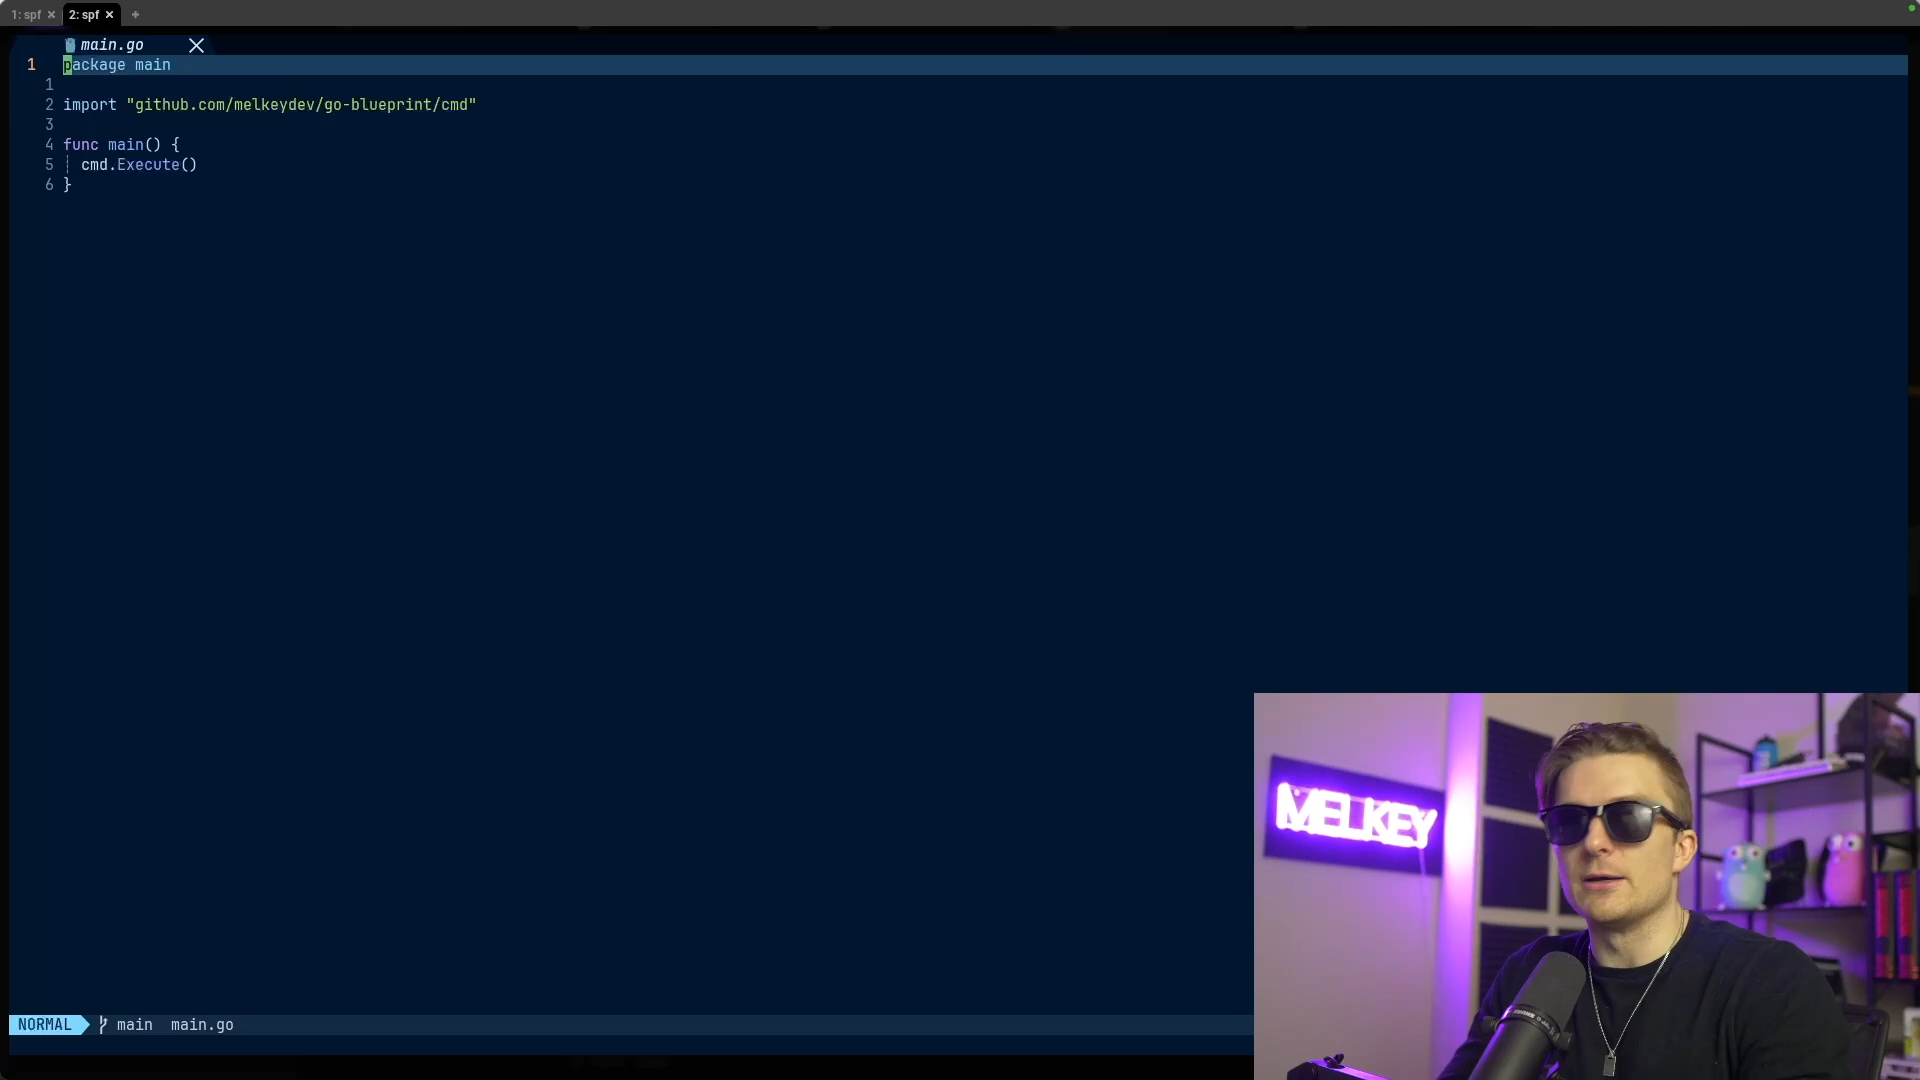 1: spf × 2: spf × +
main.go
1 package main
1
2 import "github.com/melkeydev/go-blueprint/cmd"
3
4 func main() {
5 cmd.Execute()
6 }
MELKEY
NORMAL main main.go